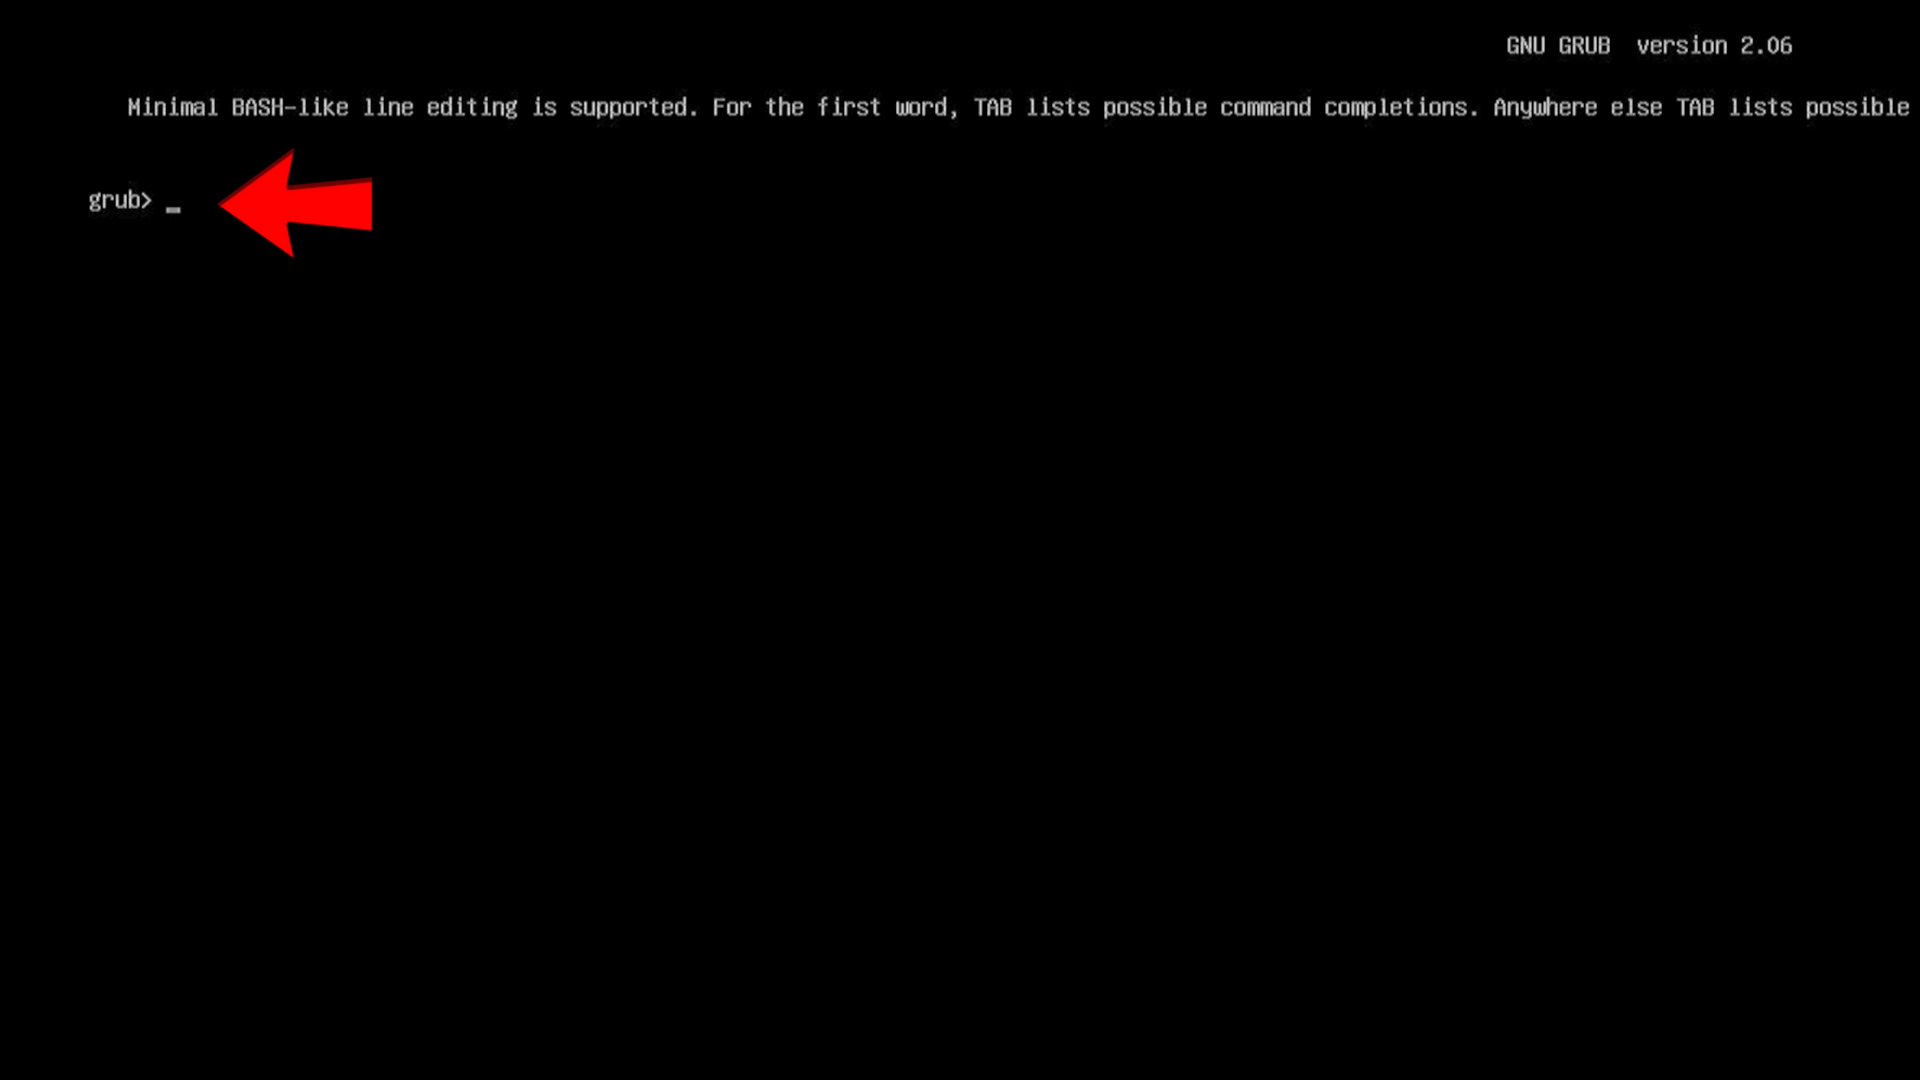 GNU GRUB  version 2.06
Minimal BASH-like line editing is supported. For the first word, TAB lists possible command completions. Anywhere else TAB lists possible
grub> _